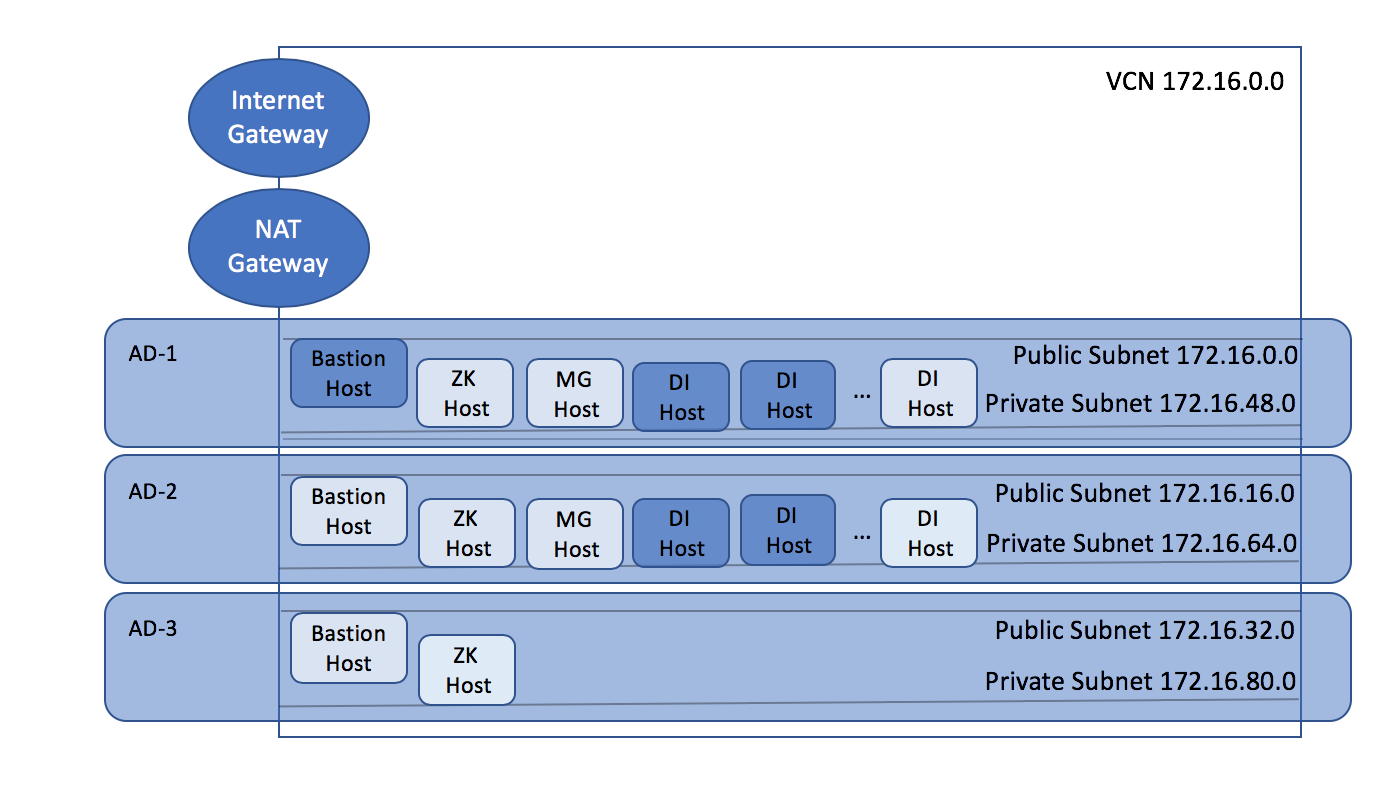 VCN 172.16.0.0
Internet
Gateway
NAT
Gateway
AD-1
Bastion
Host
ZK
Host
MG
Host
DI
Host
DI
Host
...
DI
Host
Public Subnet 172.16.0.0
Private Subnet 172.16.48.0
AD-2
Bastion
Host
ZK
Host
MG
Host
DI
Host
DI
Host
...
DI
Host
Public Subnet 172.16.16.0
Private Subnet 172.16.64.0
AD-3
Bastion
Host
ZK
Host
Public Subnet 172.16.32.0
Private Subnet 172.16.80.0